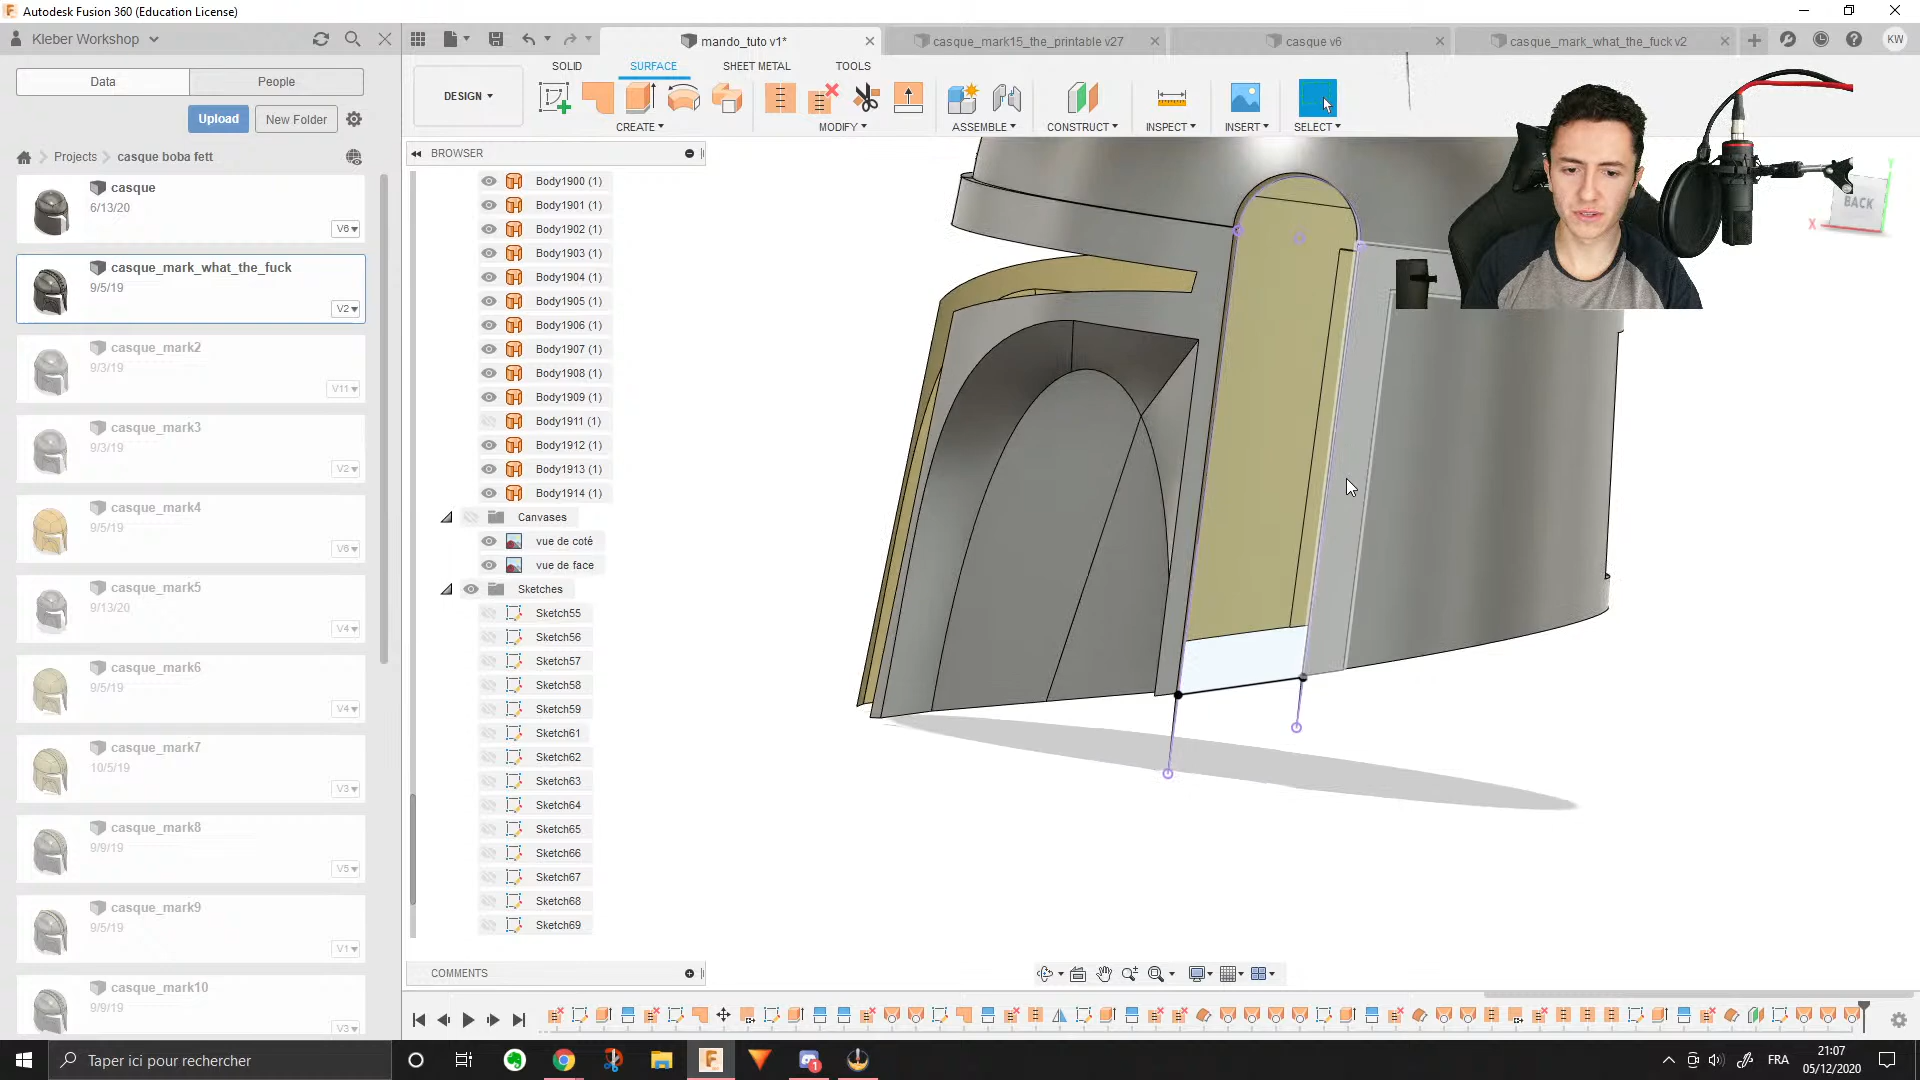 Autodesk Fusion 360 (Education License)
Kleber Workshop
mando_tuto v1*
casque_mark15_the_printable v27
casque v6
casque_mark_what_the_fuck v2
KW
Data
People
Upload
New Folder
Projects
casque boba fett
casque
6/13/20
V6
casque_mark_what_the_fuck
9/5/19
V2
casque_mark2
9/3/19
V11
casque_mark3
9/3/19
V2
casque_mark4
9/5/19
V6
casque_mark5
9/13/20
V4
casque_mark6
9/5/19
V4
casque_mark7
10/5/19
V3
casque_mark8
9/9/19
V5
casque_mark9
9/5/19
V1
casque_mark10
9/9/19
V3
DESIGN
SOLID
SURFACE
SHEET METAL
TOOLS
CREATE
MODIFY
ASSEMBLE
CONSTRUCT
INSPECT
INSERT
SELECT
BROWSER
Body1900 (1)
Body1901 (1)
Body1902 (1)
Body1903 (1)
Body1904 (1)
Body1905 (1)
Body1906 (1)
Body1907 (1)
Body1908 (1)
Body1909 (1)
Body1911 (1)
Body1912 (1)
Body1913 (1)
Body1914 (1)
Canvases
vue de coté
vue de face
Sketches
Sketch55
Sketch56
Sketch57
Sketch58
Sketch59
Sketch61
Sketch62
Sketch63
Sketch64
Sketch65
Sketch66
Sketch67
Sketch68
Sketch69
COMMENTS
BACK
X
Y
Taper ici pour rechercher
1
FRA
21:07
05/12/2020